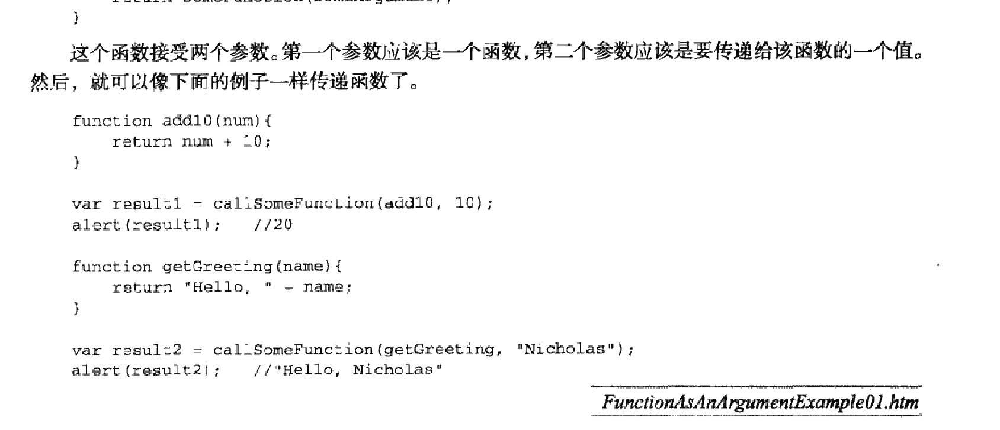 }
这个函数接受两个参数。第一个参数应该是一个函数,第二个参数应该是要传递给该函数的一个值。
然后，就可以像下面的例子一样传递函数了。
function add10(num){
    return num + 10;
}
var result1 = callSomeFunction(add10, 10);
alert(result1);   //20
function getGreeting(name){
    return "Hello, " + name;
}
var result2 = callSomeFunction(getGreeting, "Nicholas");
alert(result2);   //"Hello, Nicholas"
FunctionAsAnArgumentExample01.htm